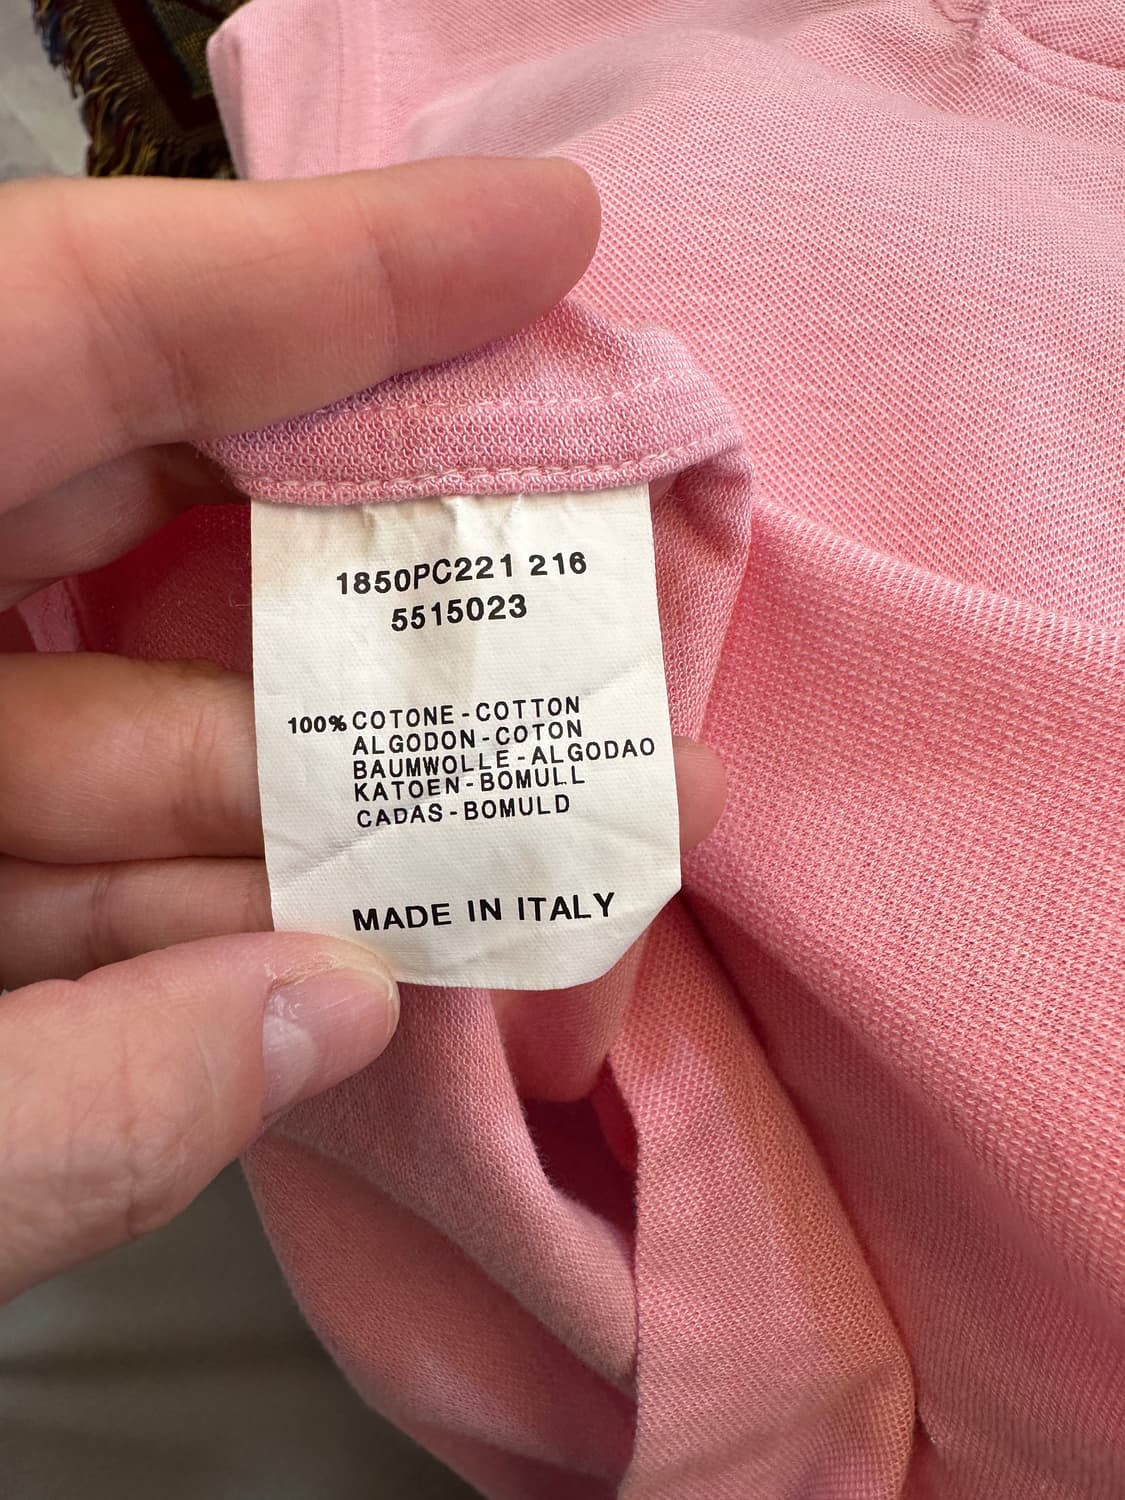 1850PC221 216
5515023
100% COTONE - COTTON
ALGODON - COTON
BAUMWOLLE - ALGODAO
KATOEN - BOMULL
CADAS - BOMULD
MADE IN ITALY